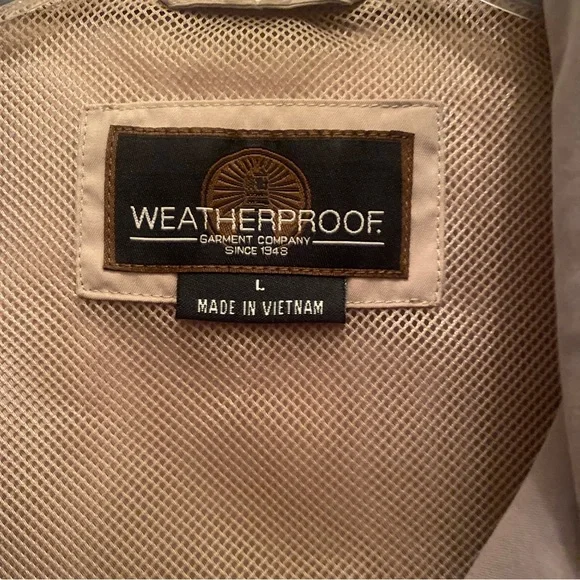 WEATHERPROOF.
GARMENT COMPANY
SINCE 1948
L
MADE IN VIETNAM